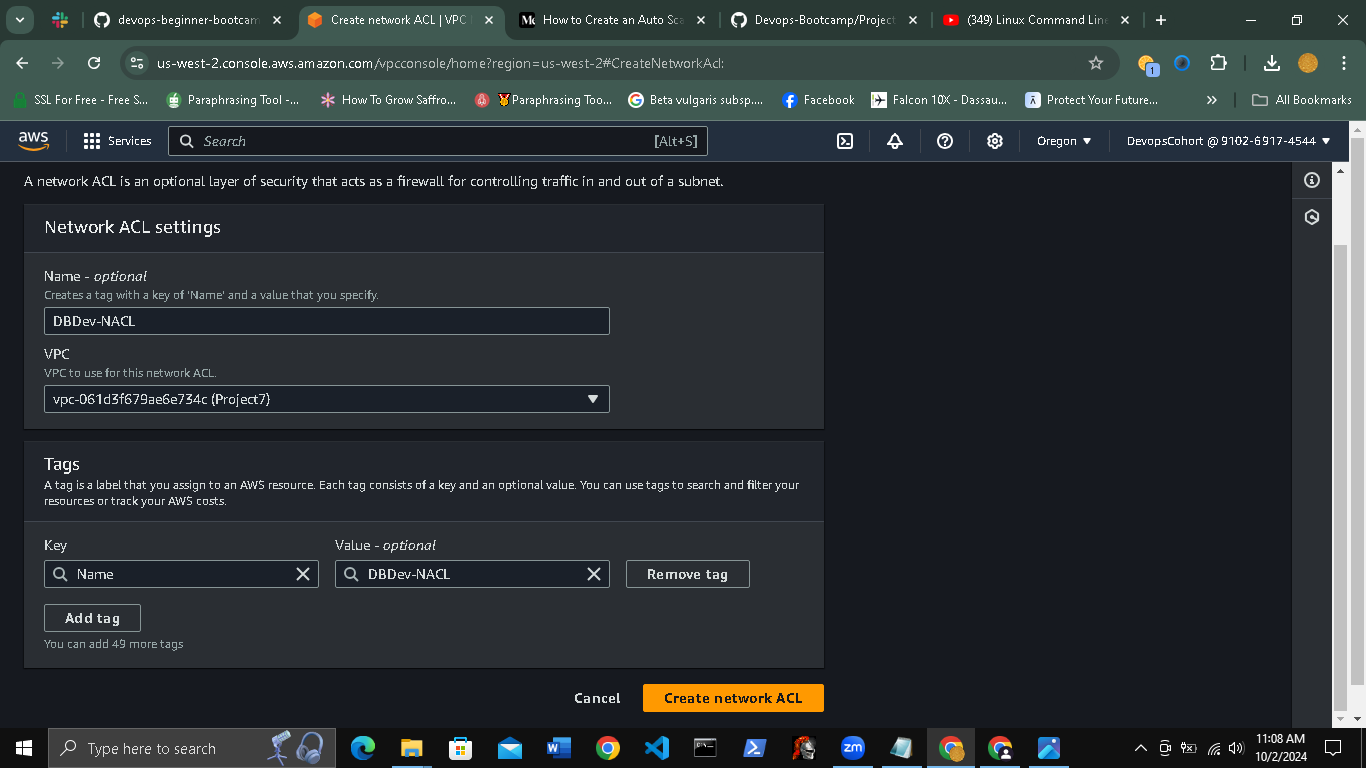 devops-beginner-bootcam
Create network ACL | VPC
How to Create an Auto Sca
Devops-Bootcamp/Project
(349) Linux Command Line
us-west-2.console.aws.amazon.com/vpcconsole/home?region=us-west-2#CreateNetworkAcl:
1
SSL For Free - Free S...
Paraphrasing Tool -...
How To Grow Saffro...
Paraphrasing Too...
Beta vulgaris subsp....
Facebook
Falcon 10X - Dassau...
Protect Your Future...
All Bookmarks
aws
Services
Search
[Alt+S]
Oregon
DevopsCohort @ 9102-6917-4544
A network ACL is an optional layer of security that acts as a firewall for controlling traffic in and out of a subnet.
Network ACL settings
Name - optional
Creates a tag with a key of 'Name' and a value that you specify.
DBDev-NACL
VPC
VPC to use for this network ACL.
vpc-061d3f679ae6e734c (Project7)
Tags
A tag is a label that you assign to an AWS resource. Each tag consists of a key and an optional value. You can use tags to search and filter your
resources or track your AWS costs.
Key
Value - optional
Name
DBDev-NACL
Remove tag
Add tag
You can add 49 more tags
Cancel
Create network ACL
Type here to search
zm
11:08 AM
10/2/2024